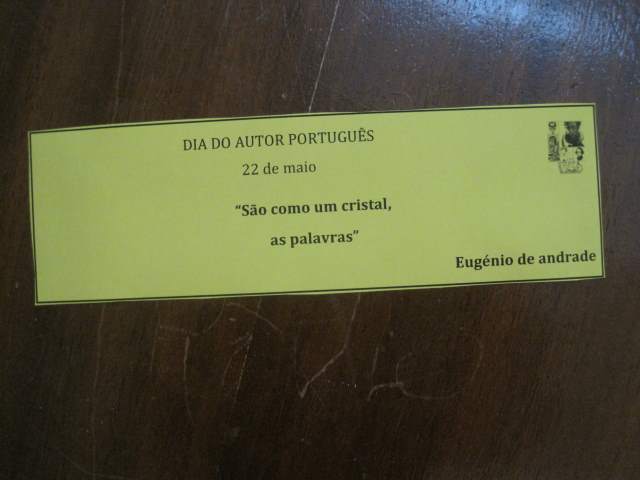 DIA DO AUTOR PORTUGUÊS
22 de maio
“São como um cristal,
as palavras”
Eugénio de andrade